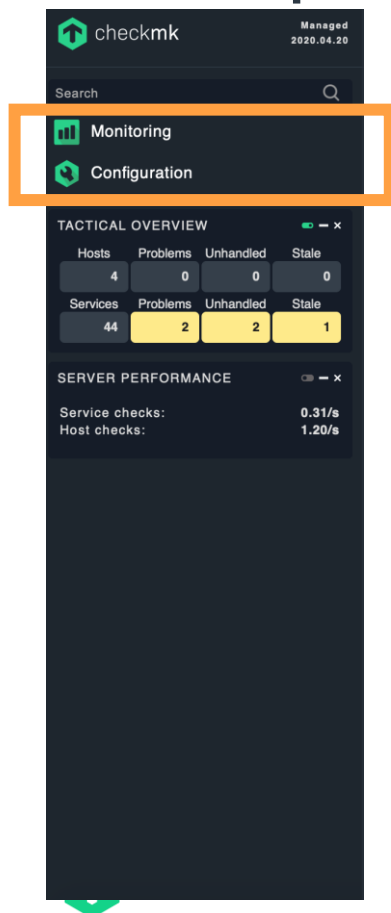 checkmk
Managed
2020.04.20
Search
Monitoring
Configuration
TACTICAL OVERVIEW
Hosts Problems Unhandled Stale
4 0 0 0
Services Problems Unhandled Stale
44 2 2 1
SERVER PERFORMANCE
Service checks: 0.31/s
Host checks: 1.20/s